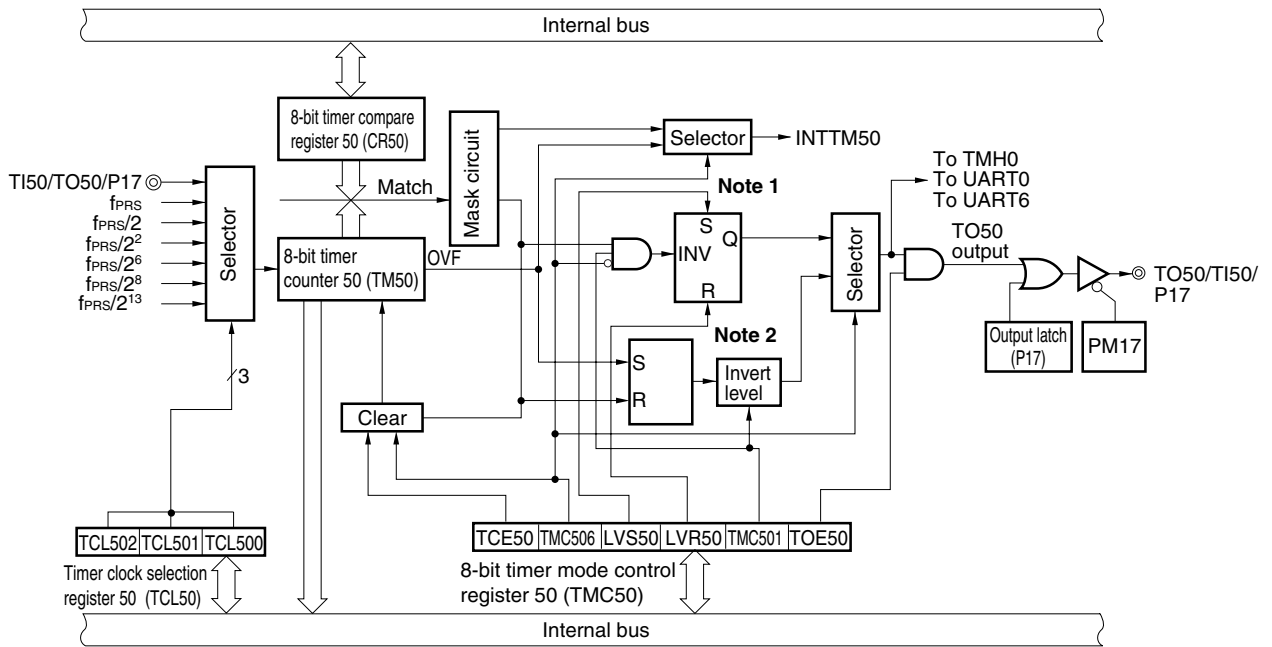 Internal bus
8-bit timer compare
register 50 (CR50)
Match
Mask circuit
Selector
INTTM50
To TMH0
To UART0
To UART6
TI50/TO50/P17
fPRS
fPRS/2
fPRS/2²
fPRS/2⁶
fPRS/2⁸
fPRS/2¹³
Selector
8-bit timer
counter 50 (TM50)
OVF
Note 1
S
INV
Q
R
Selector
TO50
output
TO50/TI50/
P17
Output latch
(P17)
PM17
Note 2
S
R
Invert
level
3
Clear
TCL502 TCL501 TCL500
Timer clock selection
register 50 (TCL50)
TCE50 TMC506 LVS50 LVR50 TMC501 TOE50
8-bit timer mode control
register 50 (TMC50)
Internal bus